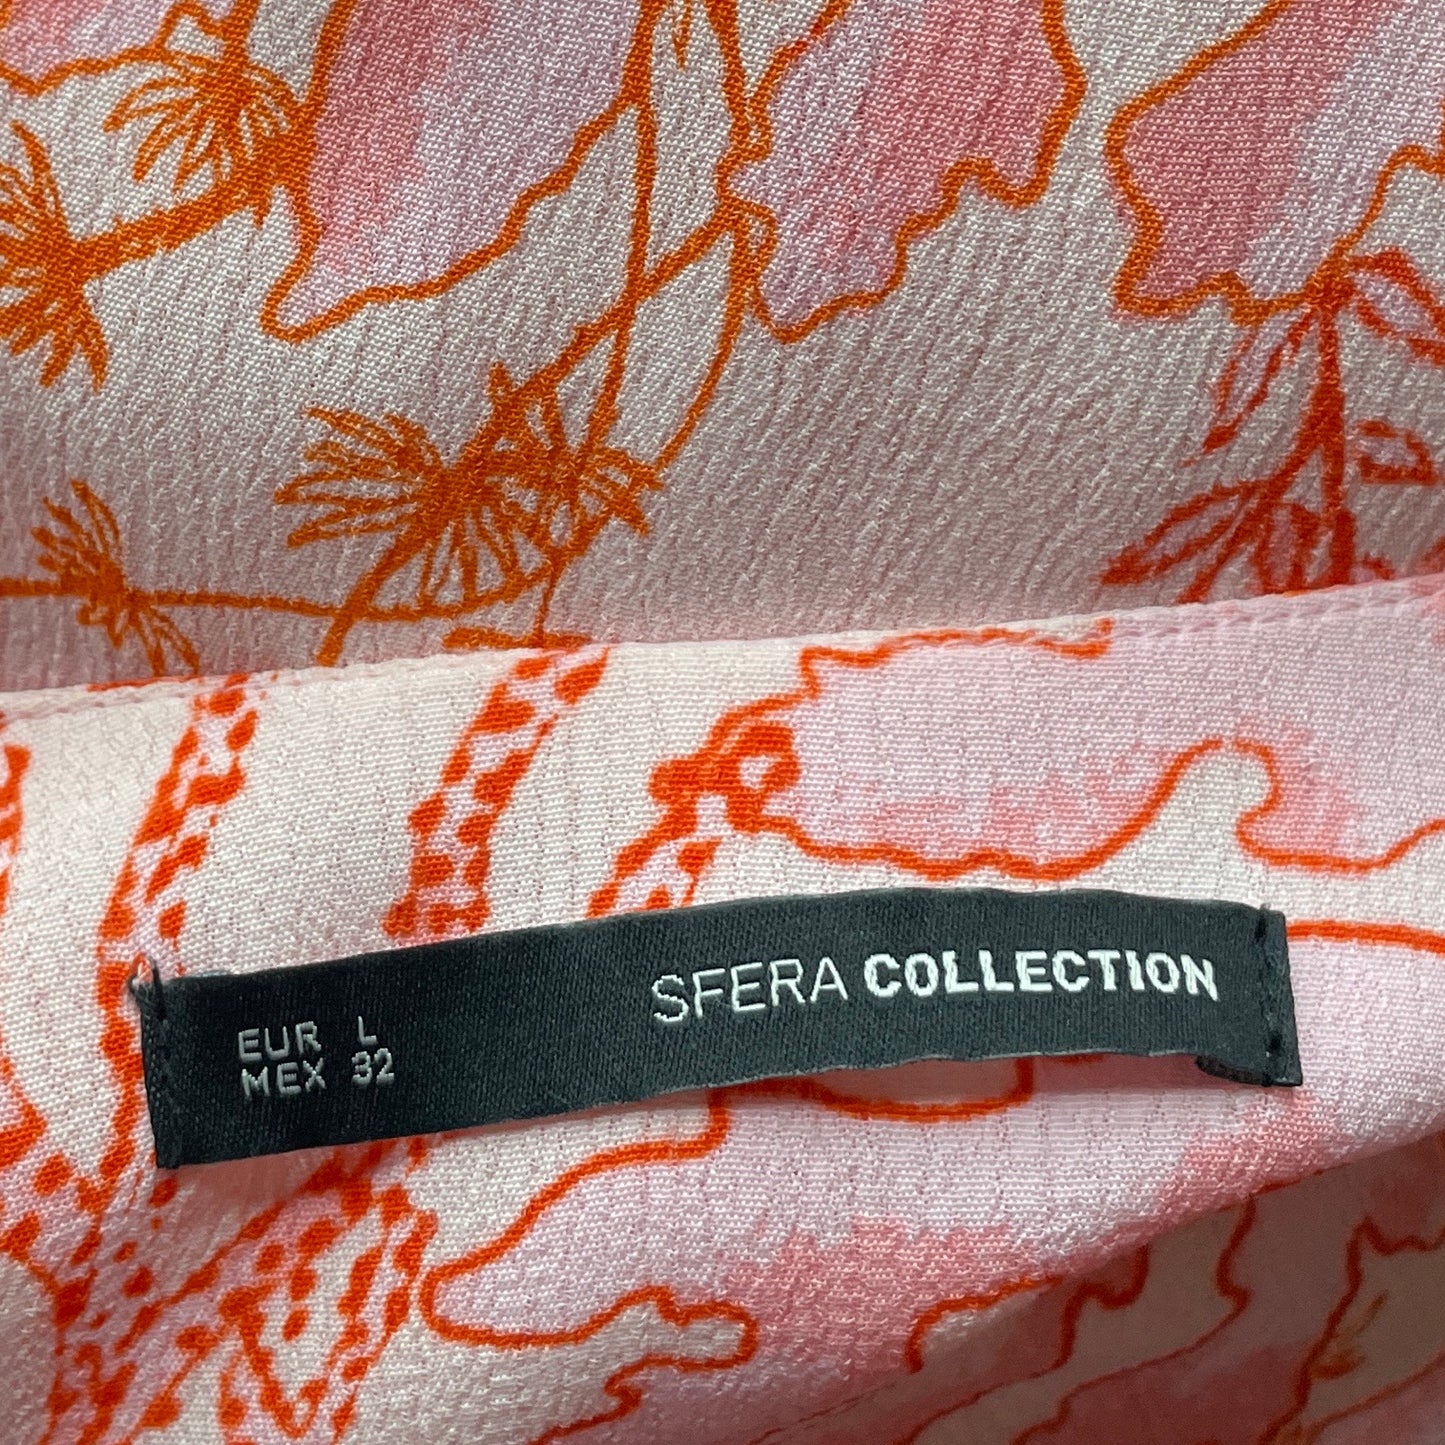 SFERA COLLECTION
EUR L
MEX 32